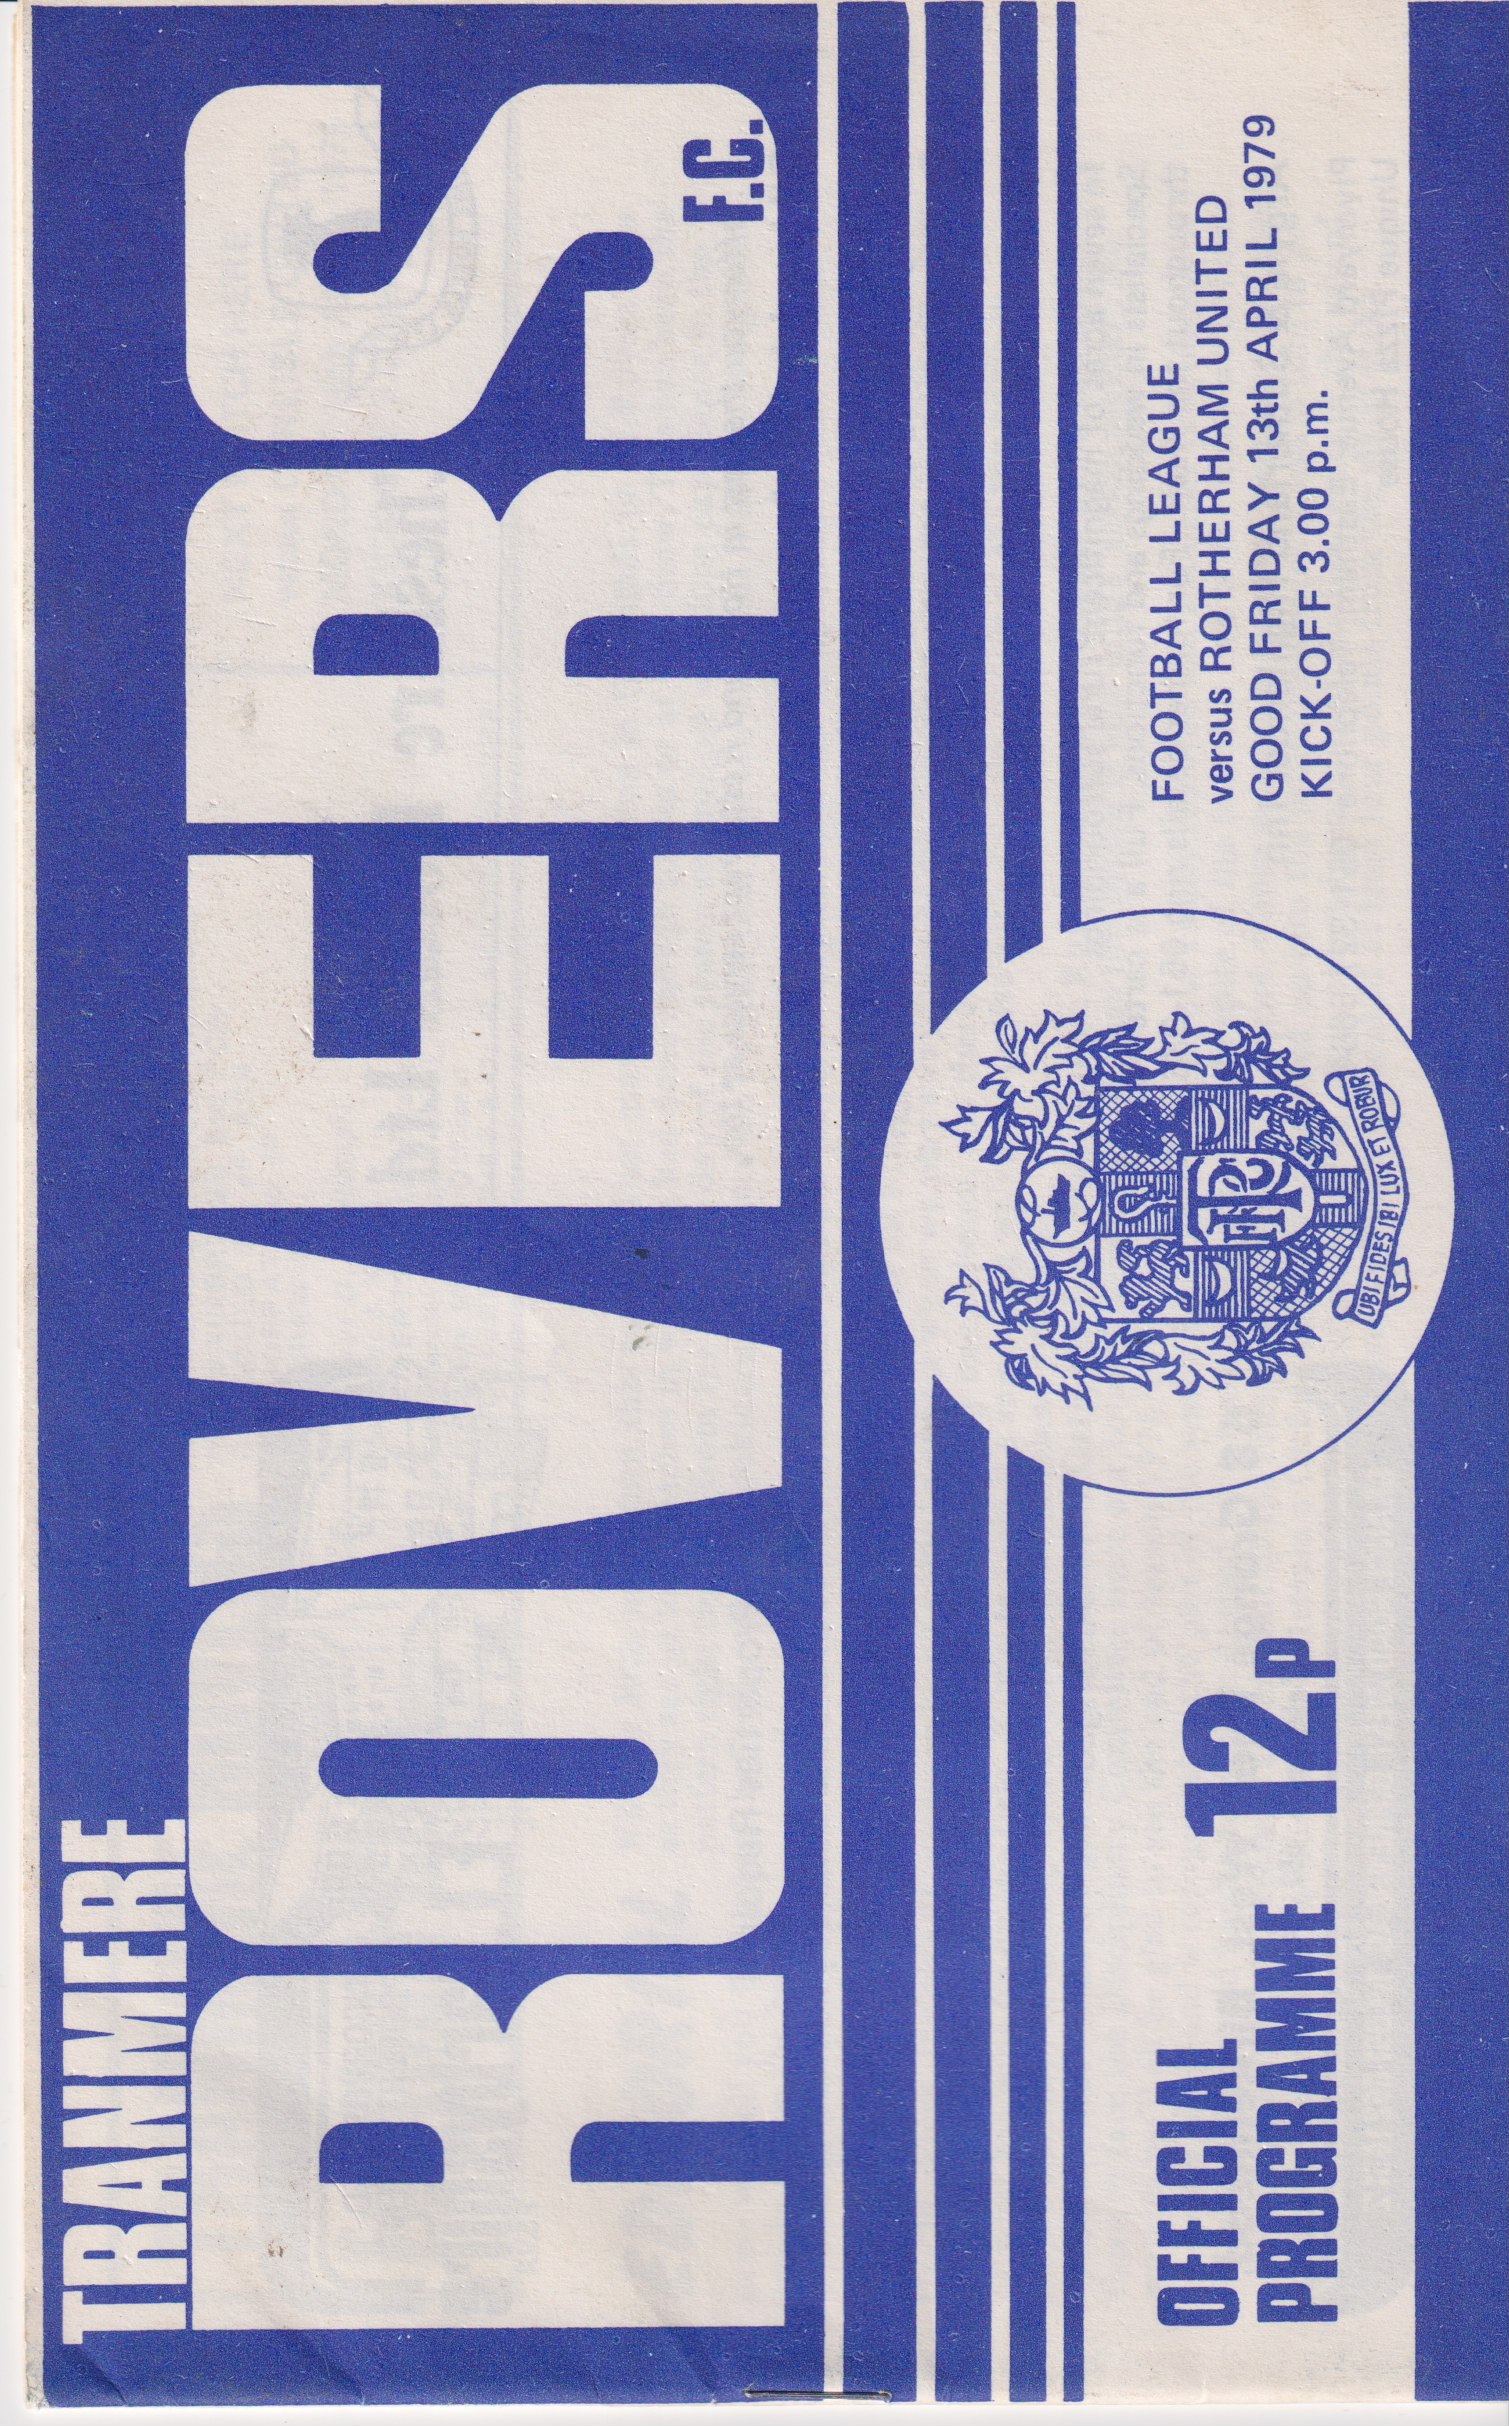 TRANMERE
ROVERS
F.C.
FOOTBALL LEAGUE
versus ROTHERHAM UNITED
GOOD FRIDAY 13th APRIL 1979
KICK-OFF 3.00 p.m.
TRFC
UBI FIDES IBI LUX ET ROBUR
OFFICIAL
PROGRAMME 12p